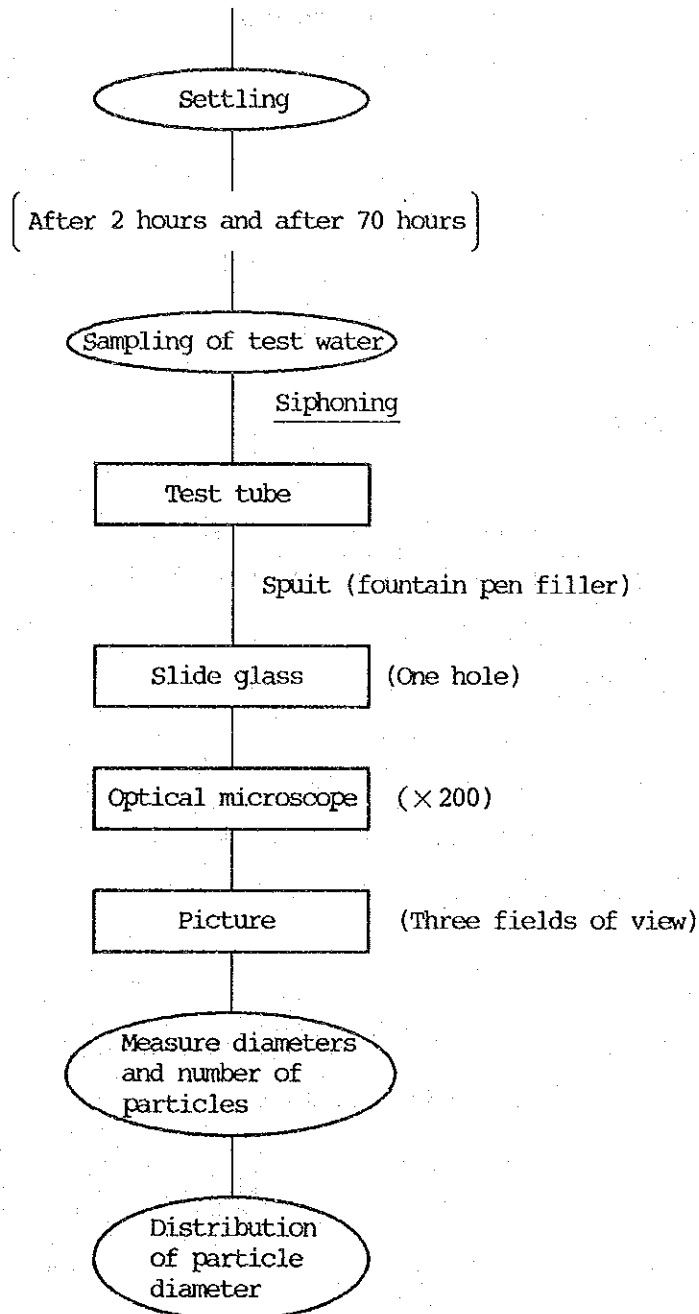 Settling
(After 2 hours and after 70 hours)
Sampling of test water
Siphoning
Test tube
Spuit (fountain pen filler)
Slide glass (One hole)
Optical microscope (×200)
Picture (Three fields of view)
Measure diameters
and number of
particles
Distribution
of particle
diameter